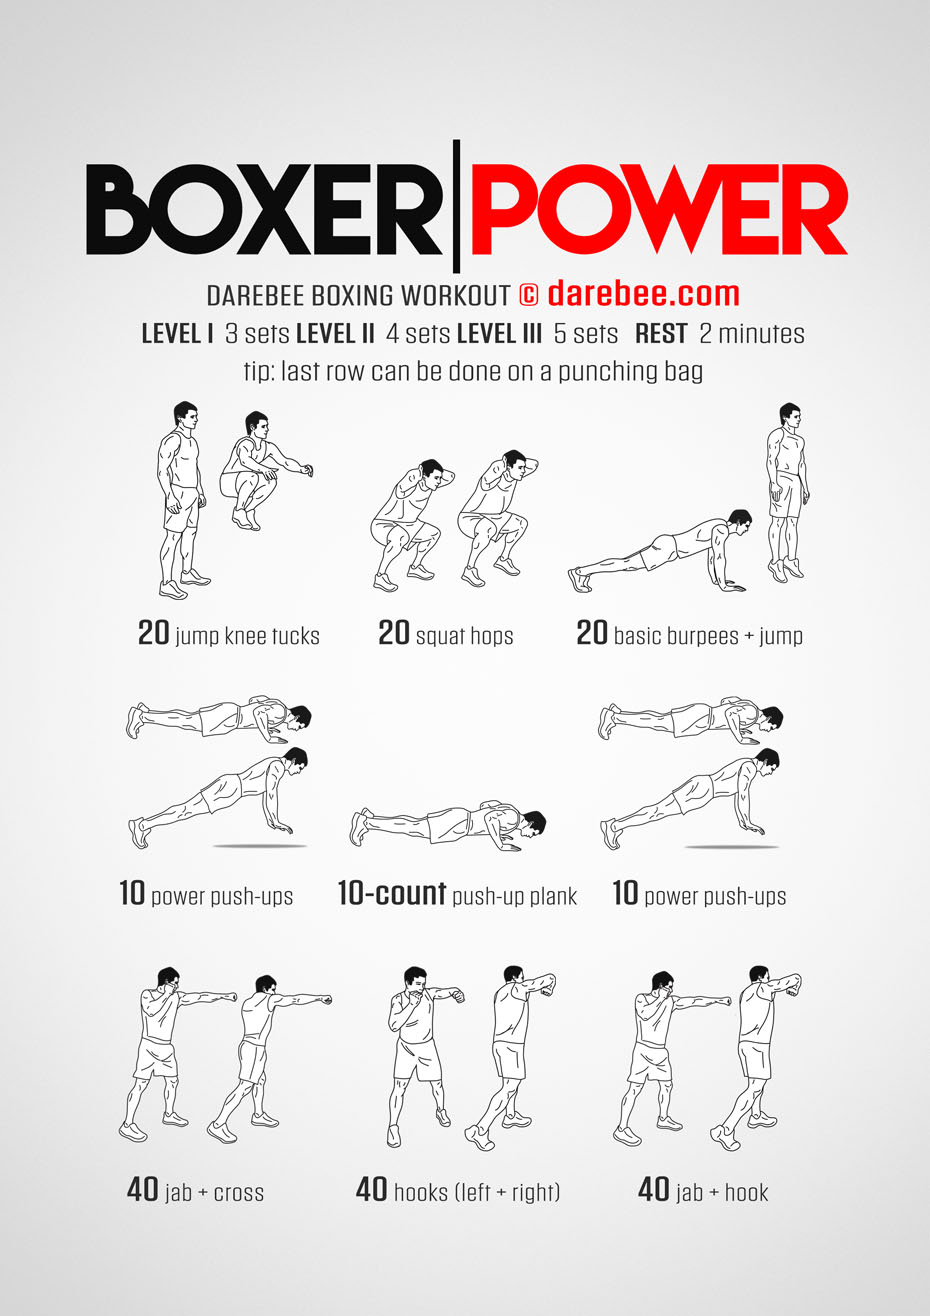 BOXER|POWER
DAREBEE BOXING WORKOUT © darebee.com
LEVEL I 3 sets LEVEL II 4 sets LEVEL III 5 sets REST 2 minutes
tip: last row can be done on a punching bag
20 jump knee tucks
20 squat hops
20 basic burpees + jump
10 power push-ups
10-count push-up plank
10 power push-ups
40 jab + cross
40 hooks (left + right)
40 jab + hook